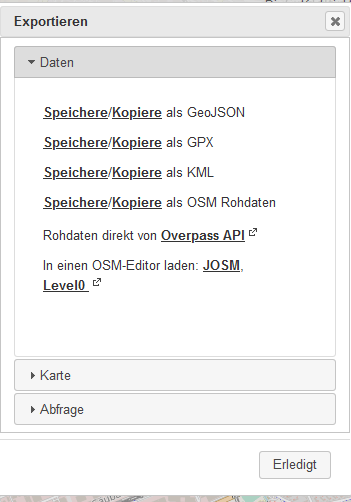 Exportieren
Daten
Speichere/Kopiere als GeoJSON
Speichere/Kopiere als GPX
Speichere/Kopiere als KML
Speichere/Kopiere als OSM Rohdaten
Rohdaten direkt von Overpass API
In einen OSM-Editor laden: JOSM,
Level0
Karte
Abfrage
Erledigt